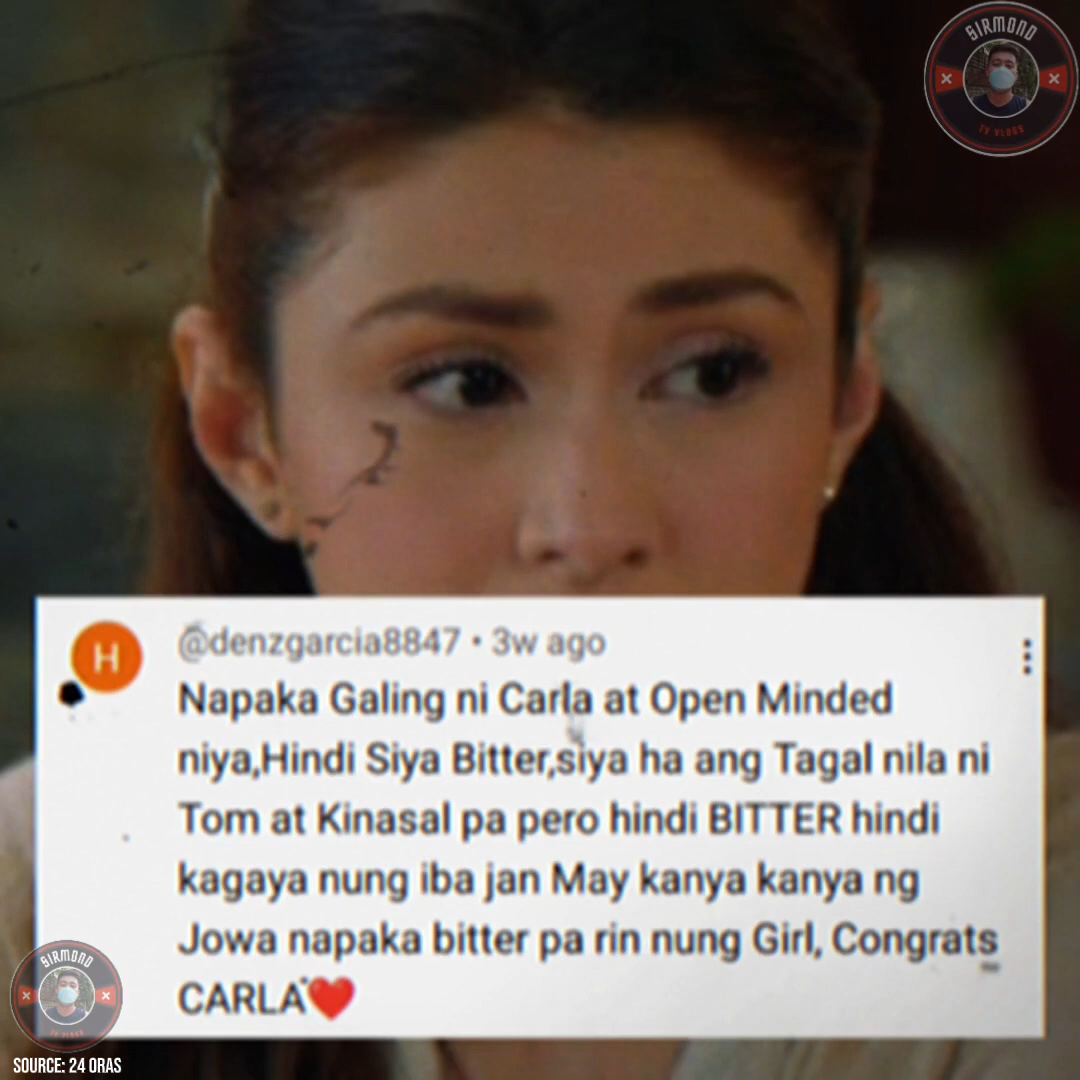 SIRMOND
TV VLOGS
H
@denzgarcia8847 • 3w ago
Napaka Galing ni Carla at Open Minded
niya,Hindi Siya Bitter,siya ha ang Tagal nila ni
Tom at Kinasal pa pero hindi BITTER hindi
kagaya nung iba jan May kanya kanya ng
Jowa napaka bitter pa rin nung Girl, Congrats
CARLA❤️
SIRMOND
TV VLOGS
SOURCE: 24 ORAS